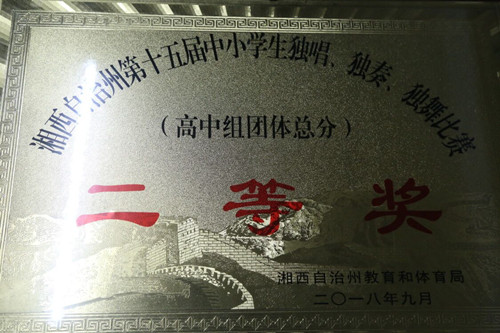 湘西自治州第十五届中小学生独唱、独奏、独舞比赛
（高中组团体总分）
二等奖
湘西自治州教育和体育局
二〇一八年九月